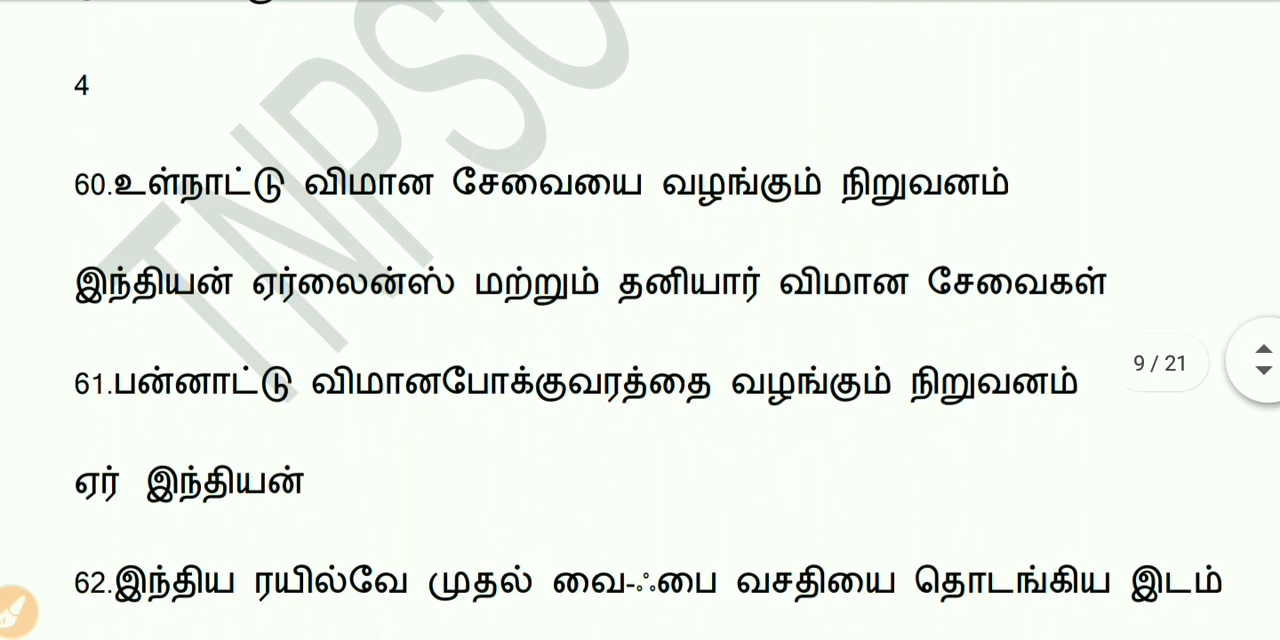 4
TNPSC
60.உள்நாட்டு விமான சேவையை வழங்கும் நிறுவனம்
இந்தியன் ஏர்லைன்ஸ் மற்றும் தனியார் விமான சேவைகள்
61.பன்னாட்டு விமானபோக்குவரத்தை வழங்கும் நிறுவனம்
9 / 21
ஏர் இந்தியன்
62.இந்திய ரயில்வே முதல் வை-ஃபை வசதியை தொடங்கிய இடம்